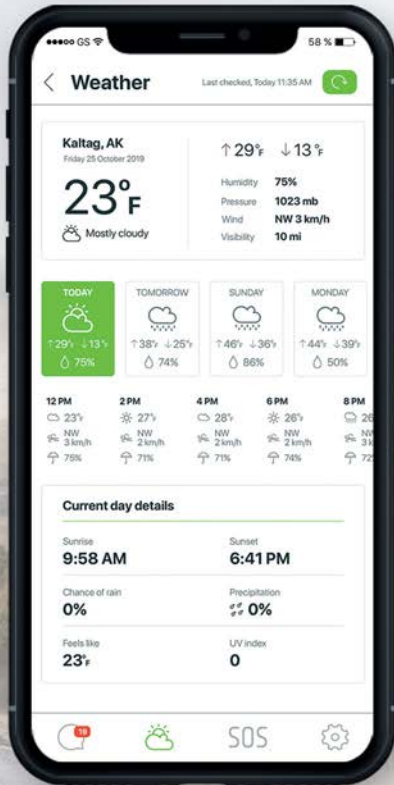 GS 58 %
Weather Last checked, Today 11:35 AM
Kaltag, AK
Friday 25 October 2019
23°F
Mostly cloudy
↑29°F ↓13°F
Humidity 75%
Pressure 1023 mb
Wind NW 3 km/h
Visibility 10 mi
TODAY TOMORROW SUNDAY MONDAY
↑29°F ↓13°F ↑38°F ↓25°F ↑46°F ↓36°F ↑44°F ↓39°F
75% 74% 86% 50%
12 PM 2 PM 4 PM 6 PM 8 PM
23°F 27°F 28°F 26°F 26
NW NW NW NW NW
3 km/h 2 km/h 2 km/h 2 km/h
75% 71% 71% 74% 72
Current day details
Sunrise Sunset
9:58 AM 6:41 PM
Chance of rain Precipitation
0% 0%
Feels like UV index
23°F 0
SOS